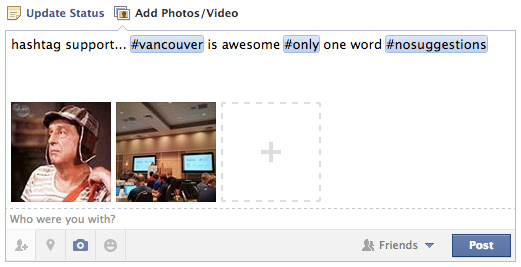 Update Status Add Photos/Video
hashtag support... #vancouver is awesome #only one word #nosuggestions
Who were you with?
Friends Post